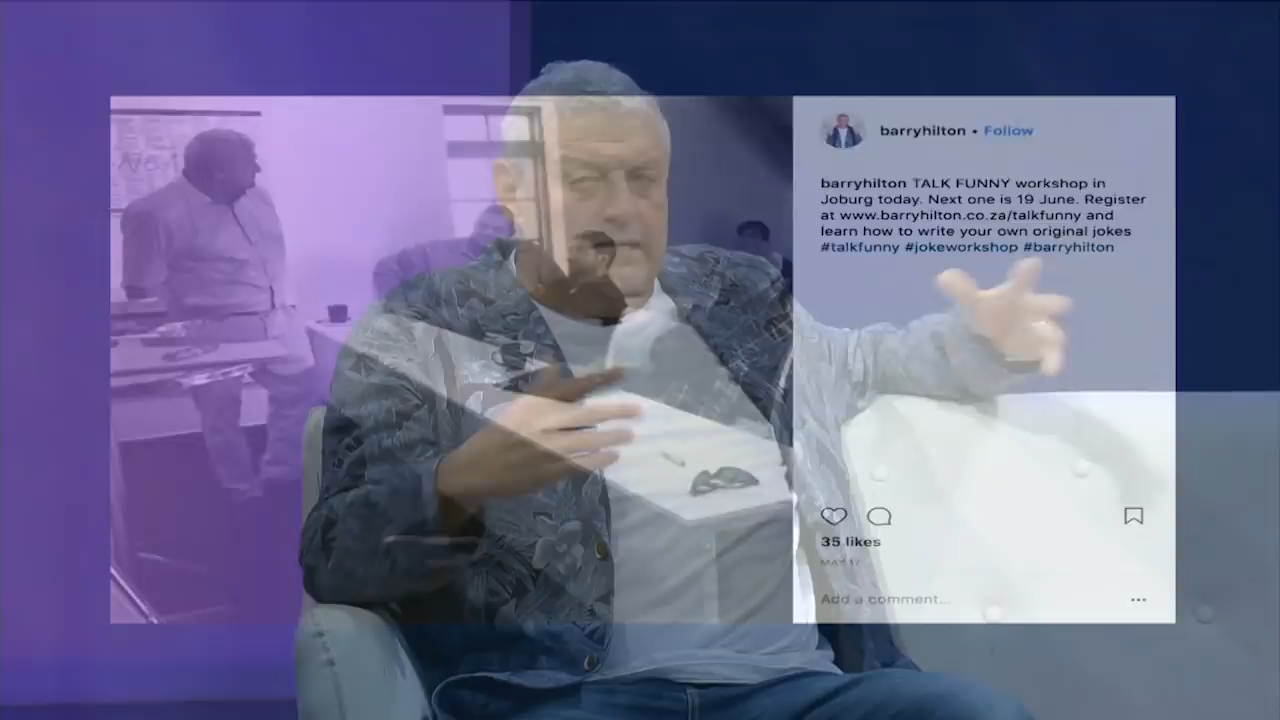 barryhilton • Follow
barryhilton TALK FUNNY workshop in
Joburg today. Next one is 19 June. Register
at www.barryhilton.co.za/talkfunny and
learn how to write your own original jokes
#talkfunny #jokeworkshop #barryhilton
35 likes
Add a comment...